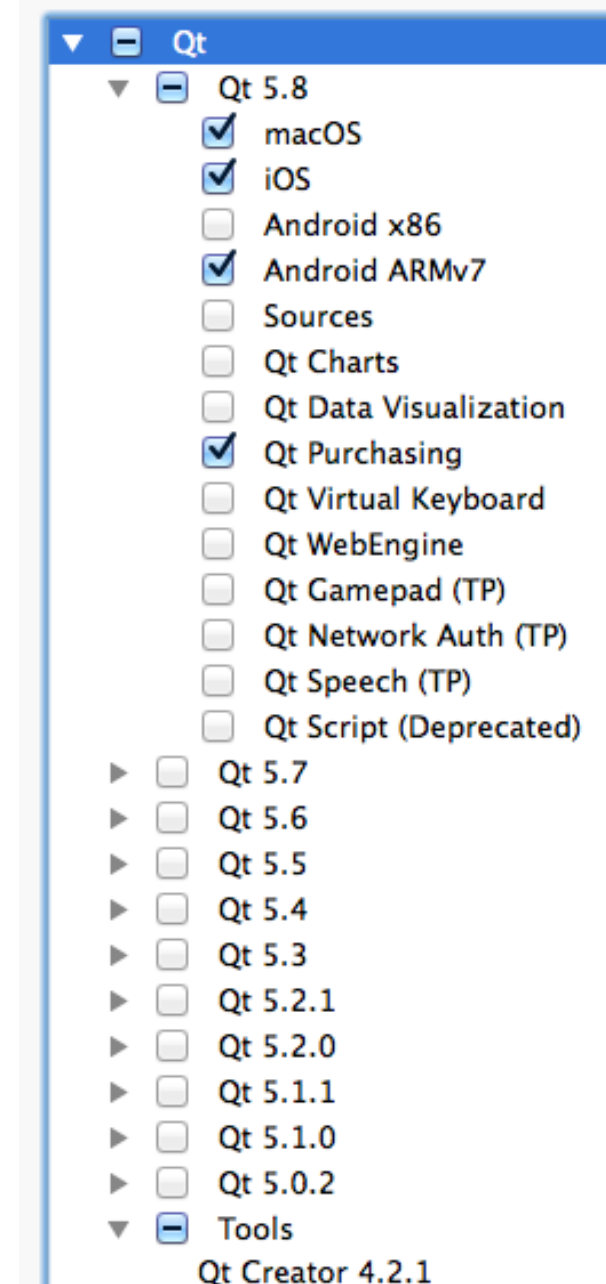 Qt
Qt 5.8
macOS
iOS
Android x86
Android ARMv7
Sources
Qt Charts
Qt Data Visualization
Qt Purchasing
Qt Virtual Keyboard
Qt WebEngine
Qt Gamepad (TP)
Qt Network Auth (TP)
Qt Speech (TP)
Qt Script (Deprecated)
Qt 5.7
Qt 5.6
Qt 5.5
Qt 5.4
Qt 5.3
Qt 5.2.1
Qt 5.2.0
Qt 5.1.1
Qt 5.1.0
Qt 5.0.2
Tools
Qt Creator 4.2.1